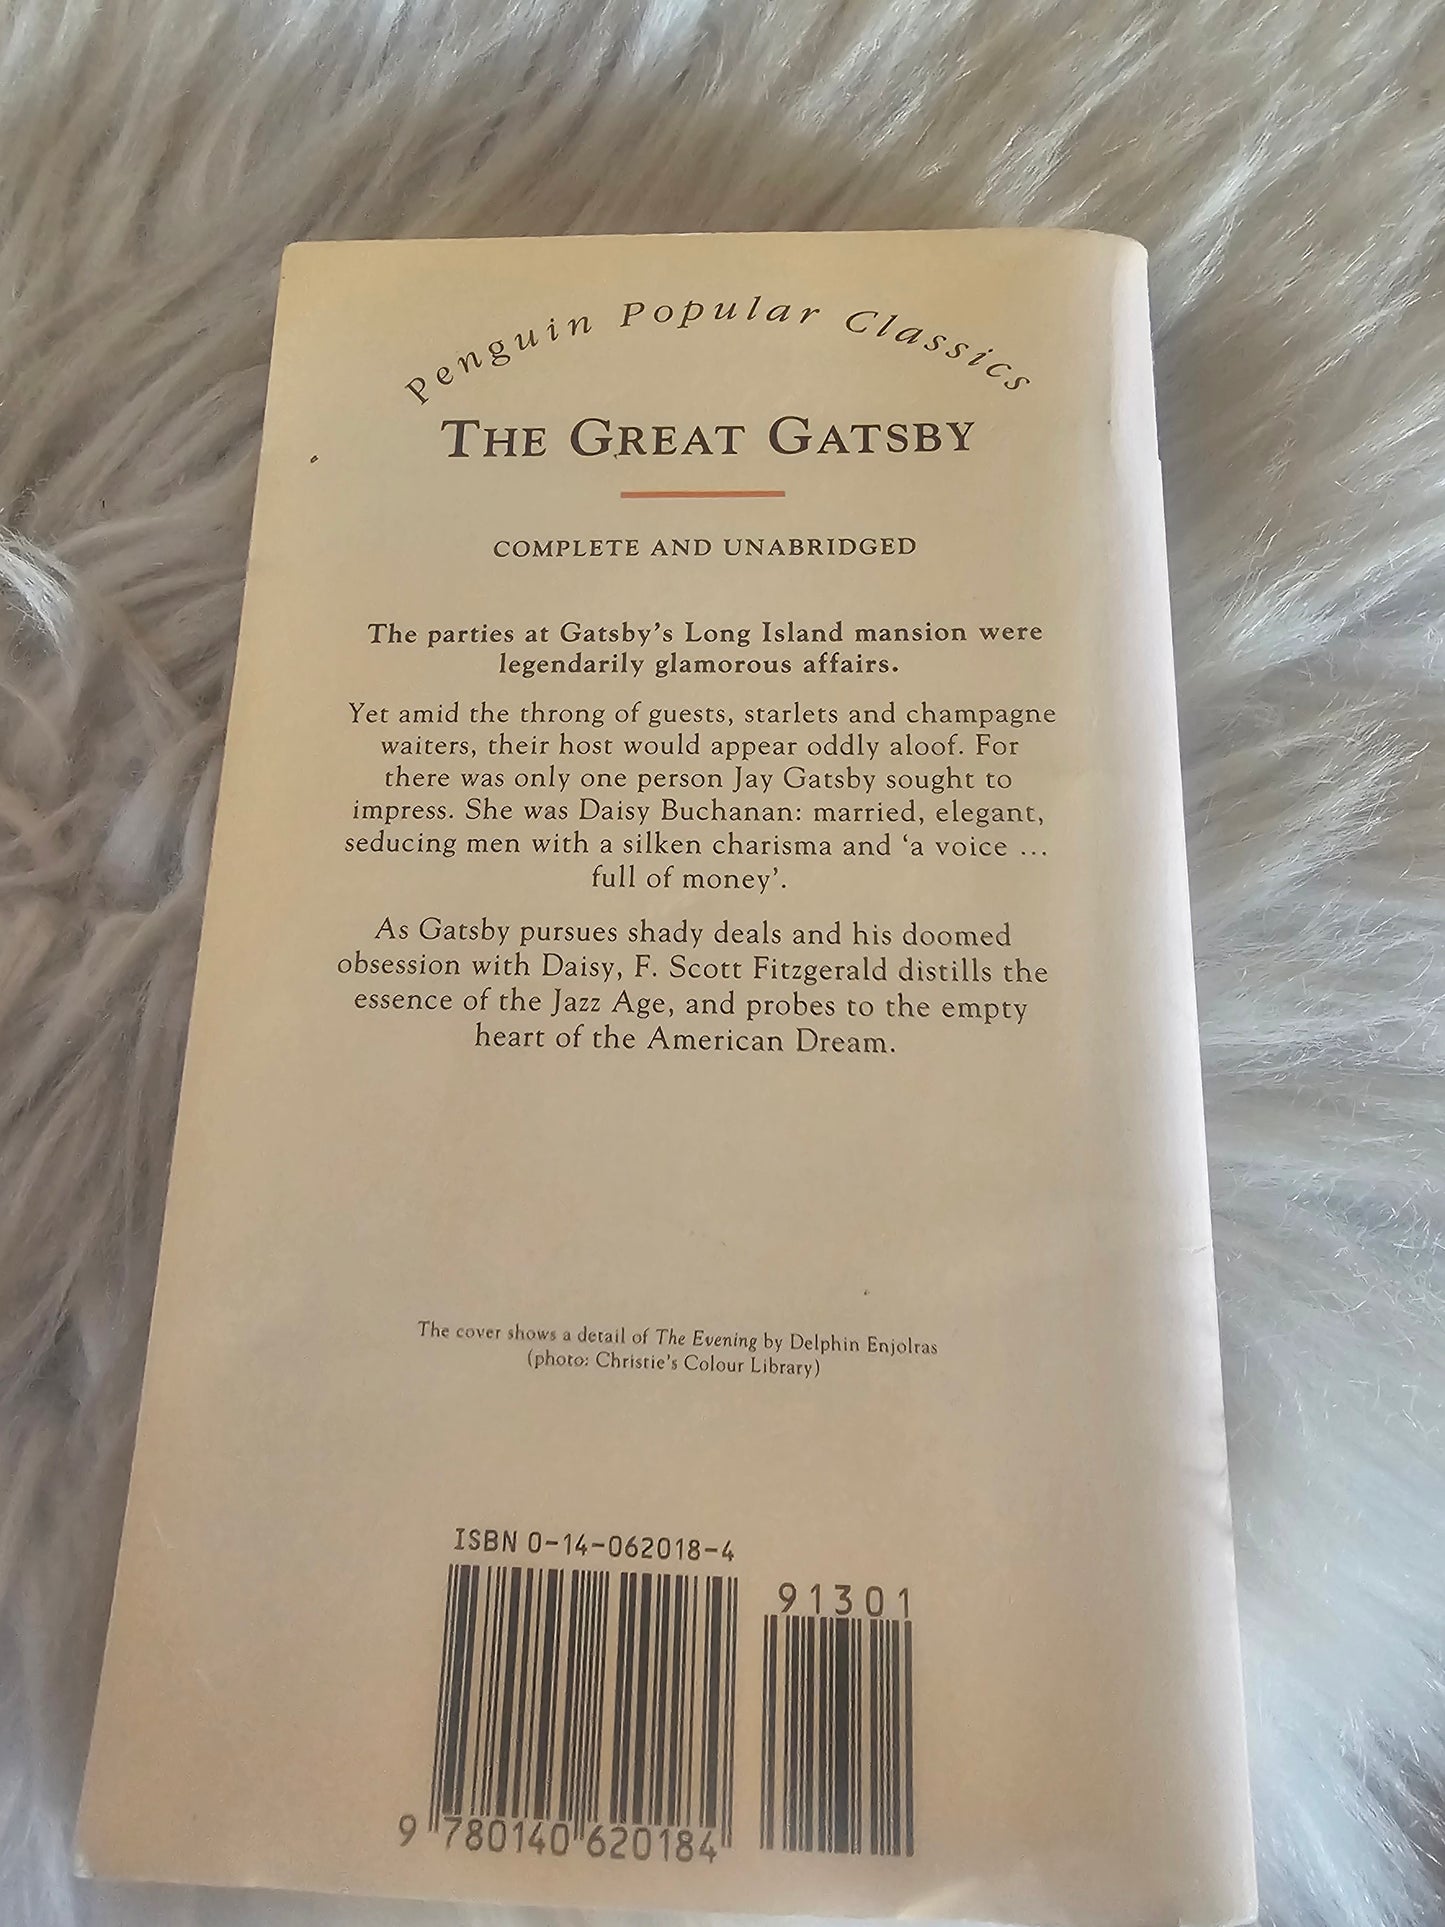 Penguin Popular Classics
THE GREAT GATSBY
COMPLETE AND UNABRIDGED
The parties at Gatsby's Long Island mansion were
legendarily glamorous affairs.
Yet amid the throng of guests, starlets and champagne
waiters, their host would appear oddly aloof. For
there was only one person Jay Gatsby sought to
impress. She was Daisy Buchanan: married, elegant,
seducing men with a silken charisma and ‘a voice ...
full of money’.
As Gatsby pursues shady deals and his doomed
obsession with Daisy, F. Scott Fitzgerald distills the
essence of the Jazz Age, and probes to the empty
heart of the American Dream.
The cover shows a detail of The Evening by Delphin Enjolras
(photo: Christie's Colour Library)
ISBN 0-14-062018-4
91301
9 780140 620184